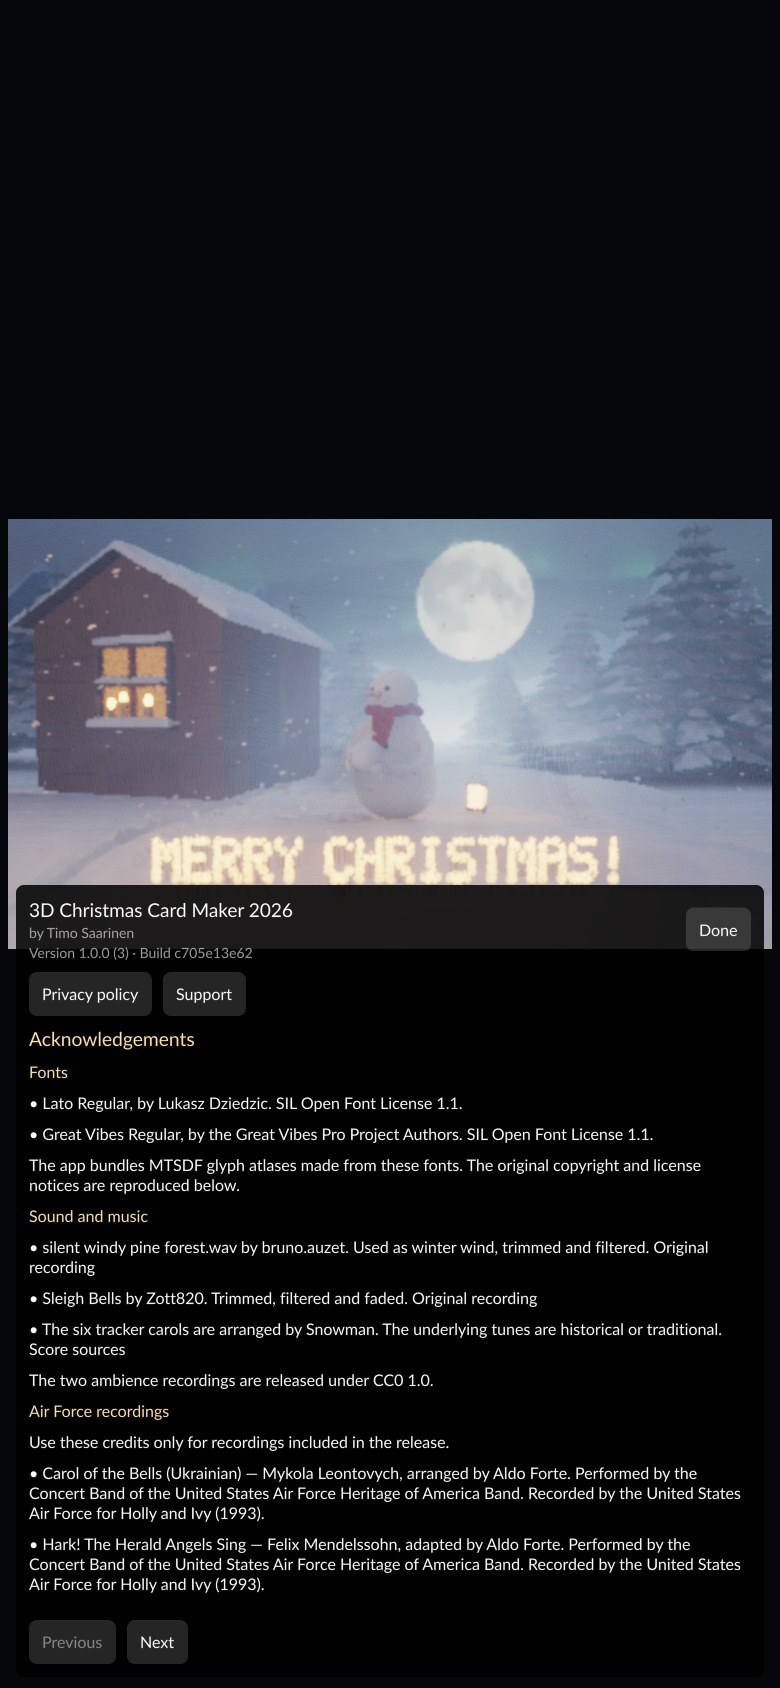 MERRY CHRISTMAS!
3D Christmas Card Maker 2026
by Timo Saarinen
Version 1.0.0 (3) · Build c705e13e62
Done
Privacy policy Support
Acknowledgements
Fonts
• Lato Regular, by Lukasz Dziedzic. SIL Open Font License 1.1.
• Great Vibes Regular, by the Great Vibes Pro Project Authors. SIL Open Font License 1.1.
The app bundles MTSDF glyph atlases made from these fonts. The original copyright and license
notices are reproduced below.
Sound and music
• silent windy pine forest.wav by bruno.auzet. Used as winter wind, trimmed and filtered. Original
recording
• Sleigh Bells by Zott820. Trimmed, filtered and faded. Original recording
• The six tracker carols are arranged by Snowman. The underlying tunes are historical or traditional.
Score sources
The two ambience recordings are released under CC0 1.0.
Air Force recordings
Use these credits only for recordings included in the release.
• Carol of the Bells (Ukrainian) — Mykola Leontovych, arranged by Aldo Forte. Performed by the
Concert Band of the United States Air Force Heritage of America Band. Recorded by the United States
Air Force for Holly and Ivy (1993).
• Hark! The Herald Angels Sing — Felix Mendelssohn, adapted by Aldo Forte. Performed by the
Concert Band of the United States Air Force Heritage of America Band. Recorded by the United States
Air Force for Holly and Ivy (1993).
Previous Next